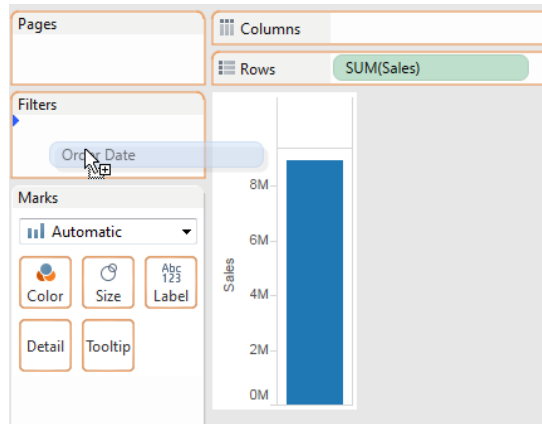 Pages
Columns
Rows
SUM(Sales)
Filters
Order Date
Marks
Automatic
Color
Size
Abc
123
Label
Detail
Tooltip
Sales
8M
6M
4M
2M
0M